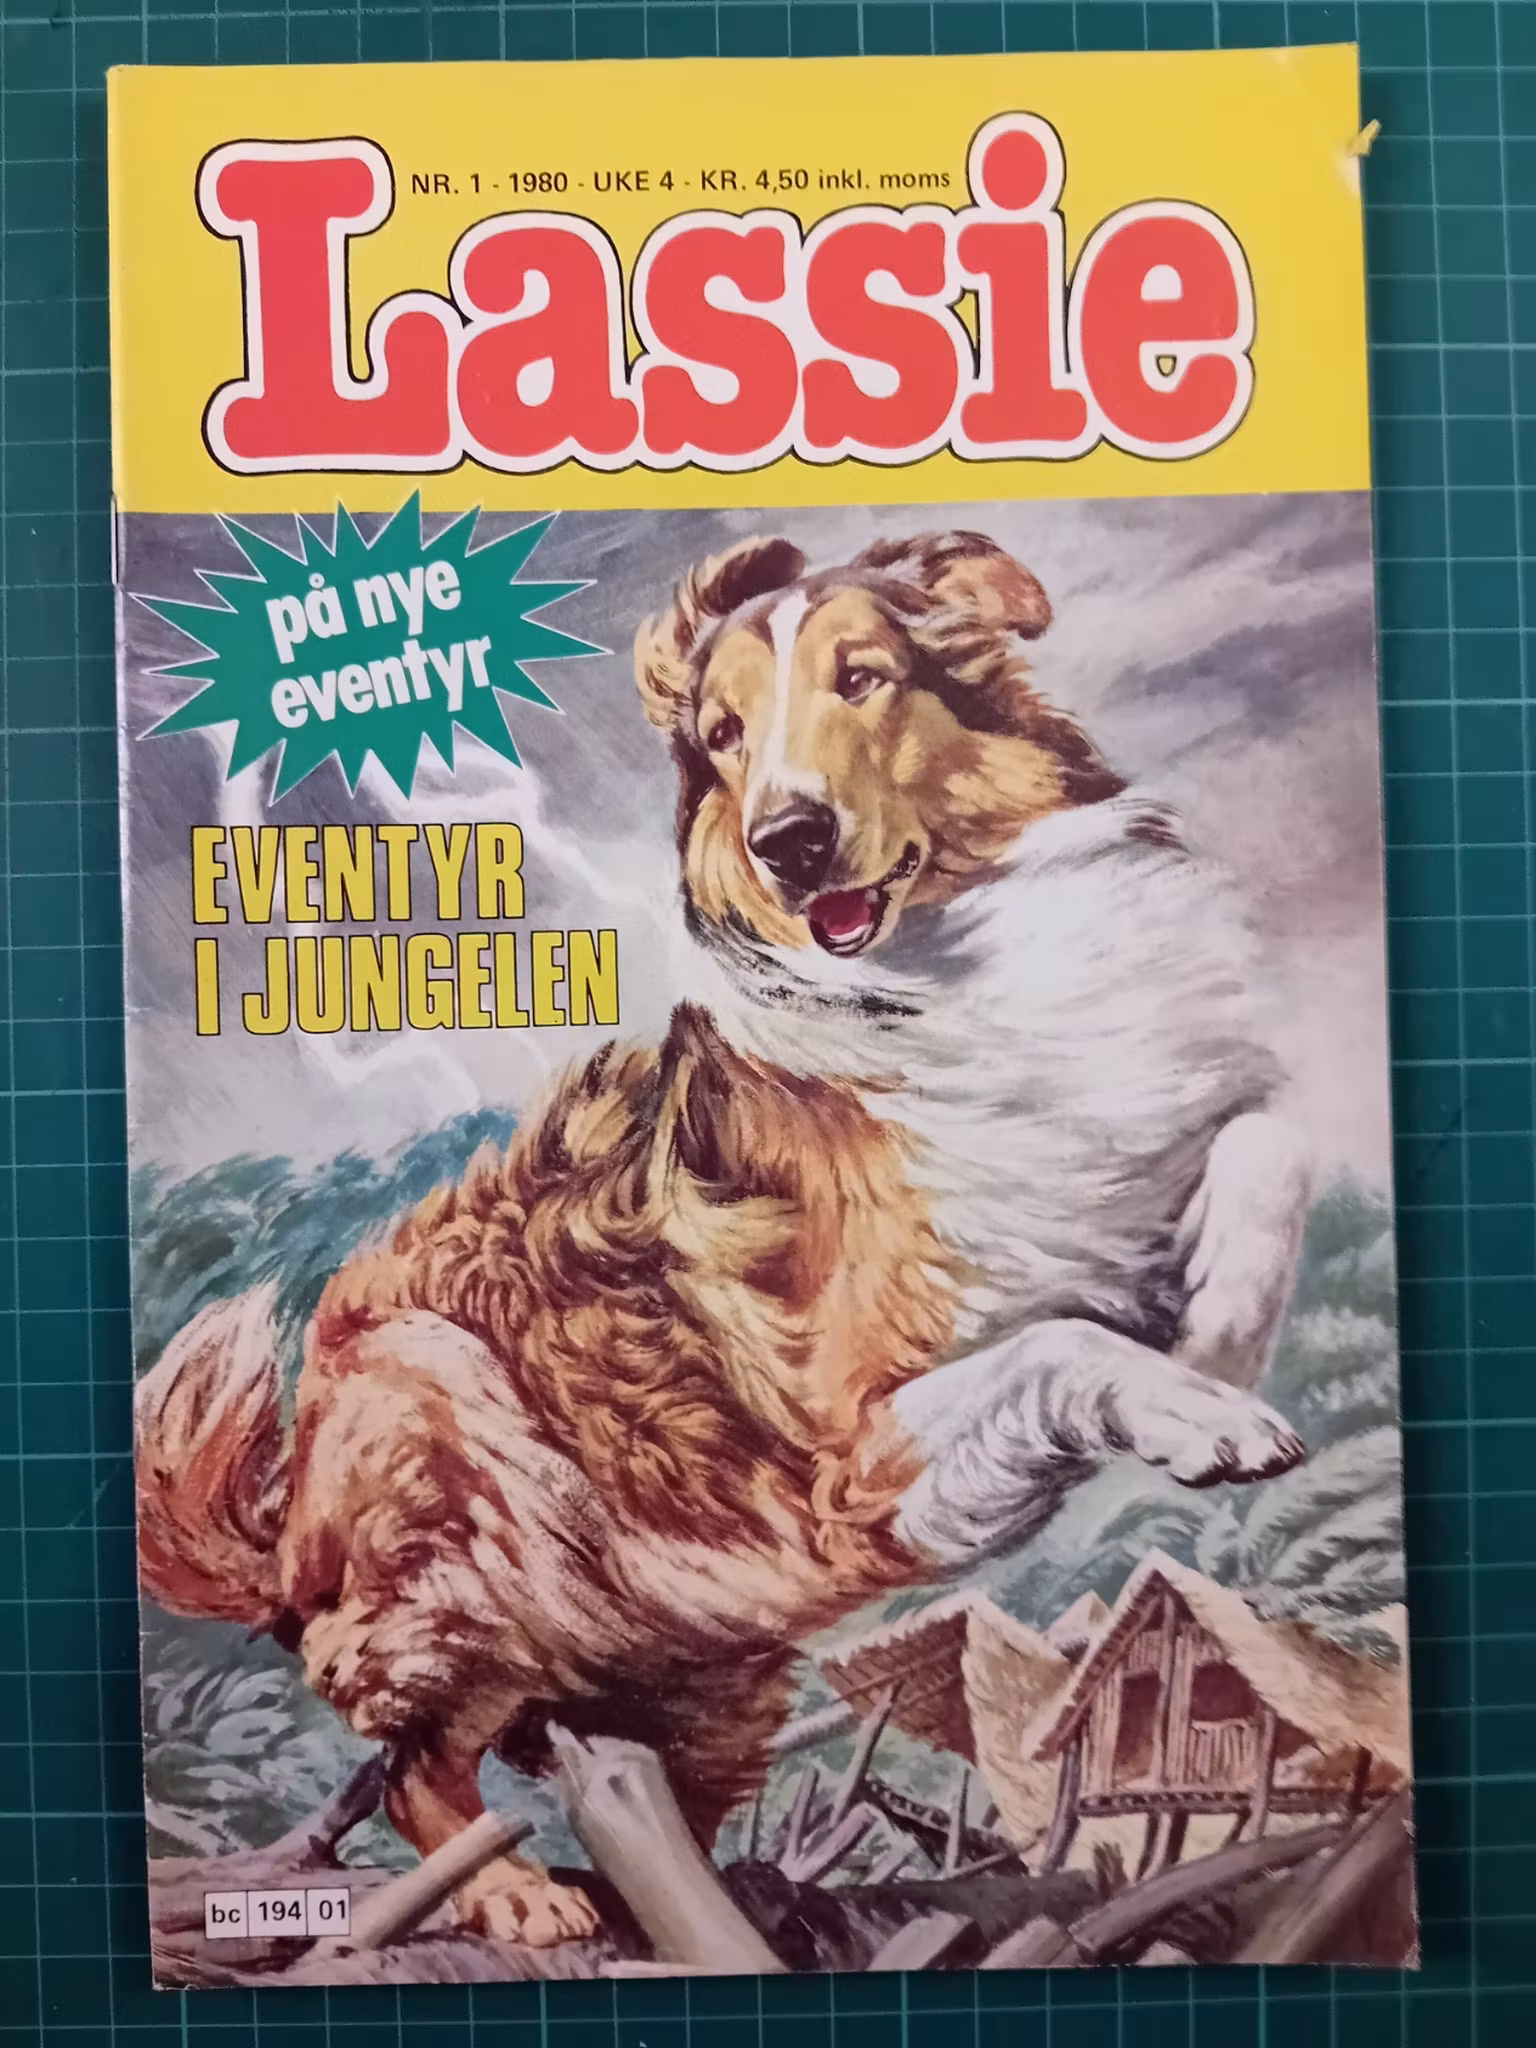 NR. 1 - 1980 - UKE 4 - KR. 4,50 inkl. moms
Lassie
på nye
eventyr
EVENTYR
I JUNGELEN
bc 194 01